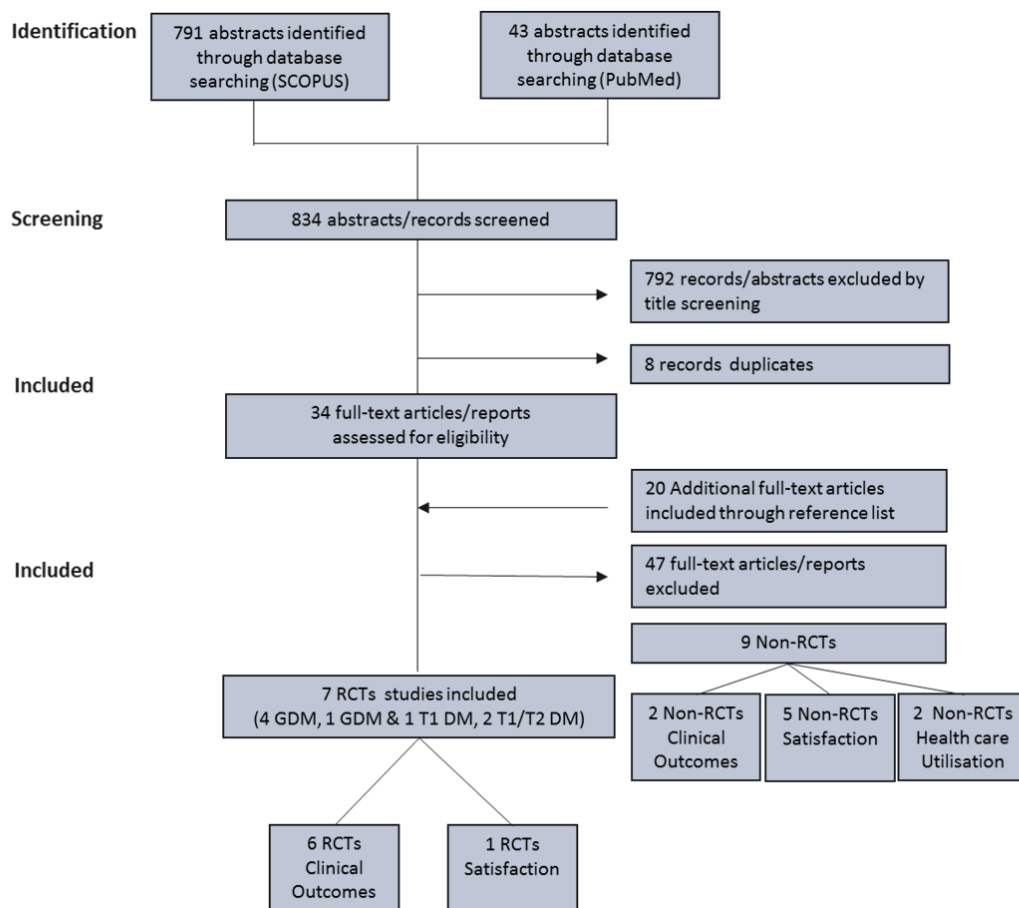 Identification
791 abstracts identified
through database
searching (SCOPUS)
43 abstracts identified
through database
searching (PubMed)
Screening
834 abstracts/records screened
792 records/abstracts excluded by
title screening
8 records duplicates
Included
34 full-text articles/reports
assessed for eligibility
20 Additional full-text articles
included through reference list
Included
47 full-text articles/reports
excluded
9 Non-RCTs
7 RCTs studies included
(4 GDM, 1 GDM & 1 T1 DM, 2 T1/T2 DM)
2 Non-RCTs
Clinical
Outcomes
5 Non-RCTs
Satisfaction
2 Non-RCTs
Health care
Utilisation
6 RCTs
Clinical
Outcomes
1 RCTs
Satisfaction